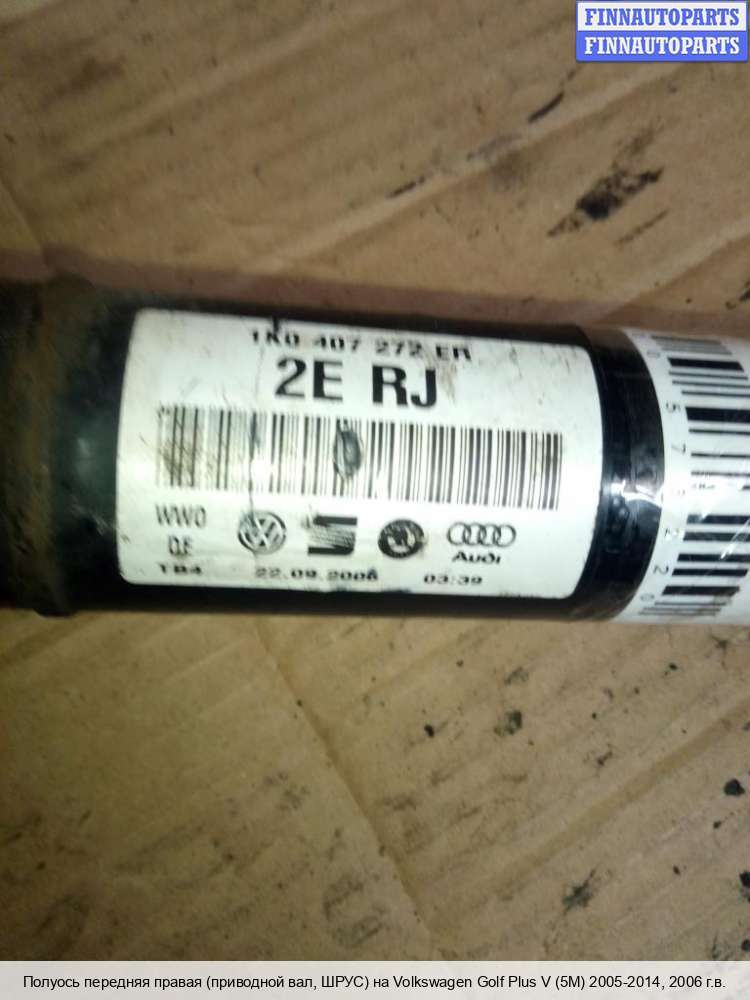 FINNAUTOPARTS
FINNAUTOPARTS
1K0 407 272 ER
2E RJ
WW0
Audi
TB4 22.09.2006 03:39
Полуось передняя правая (приводной вал, ШРУС) на Volkswagen Golf Plus V (5M) 2005-2014, 2006 г.в.